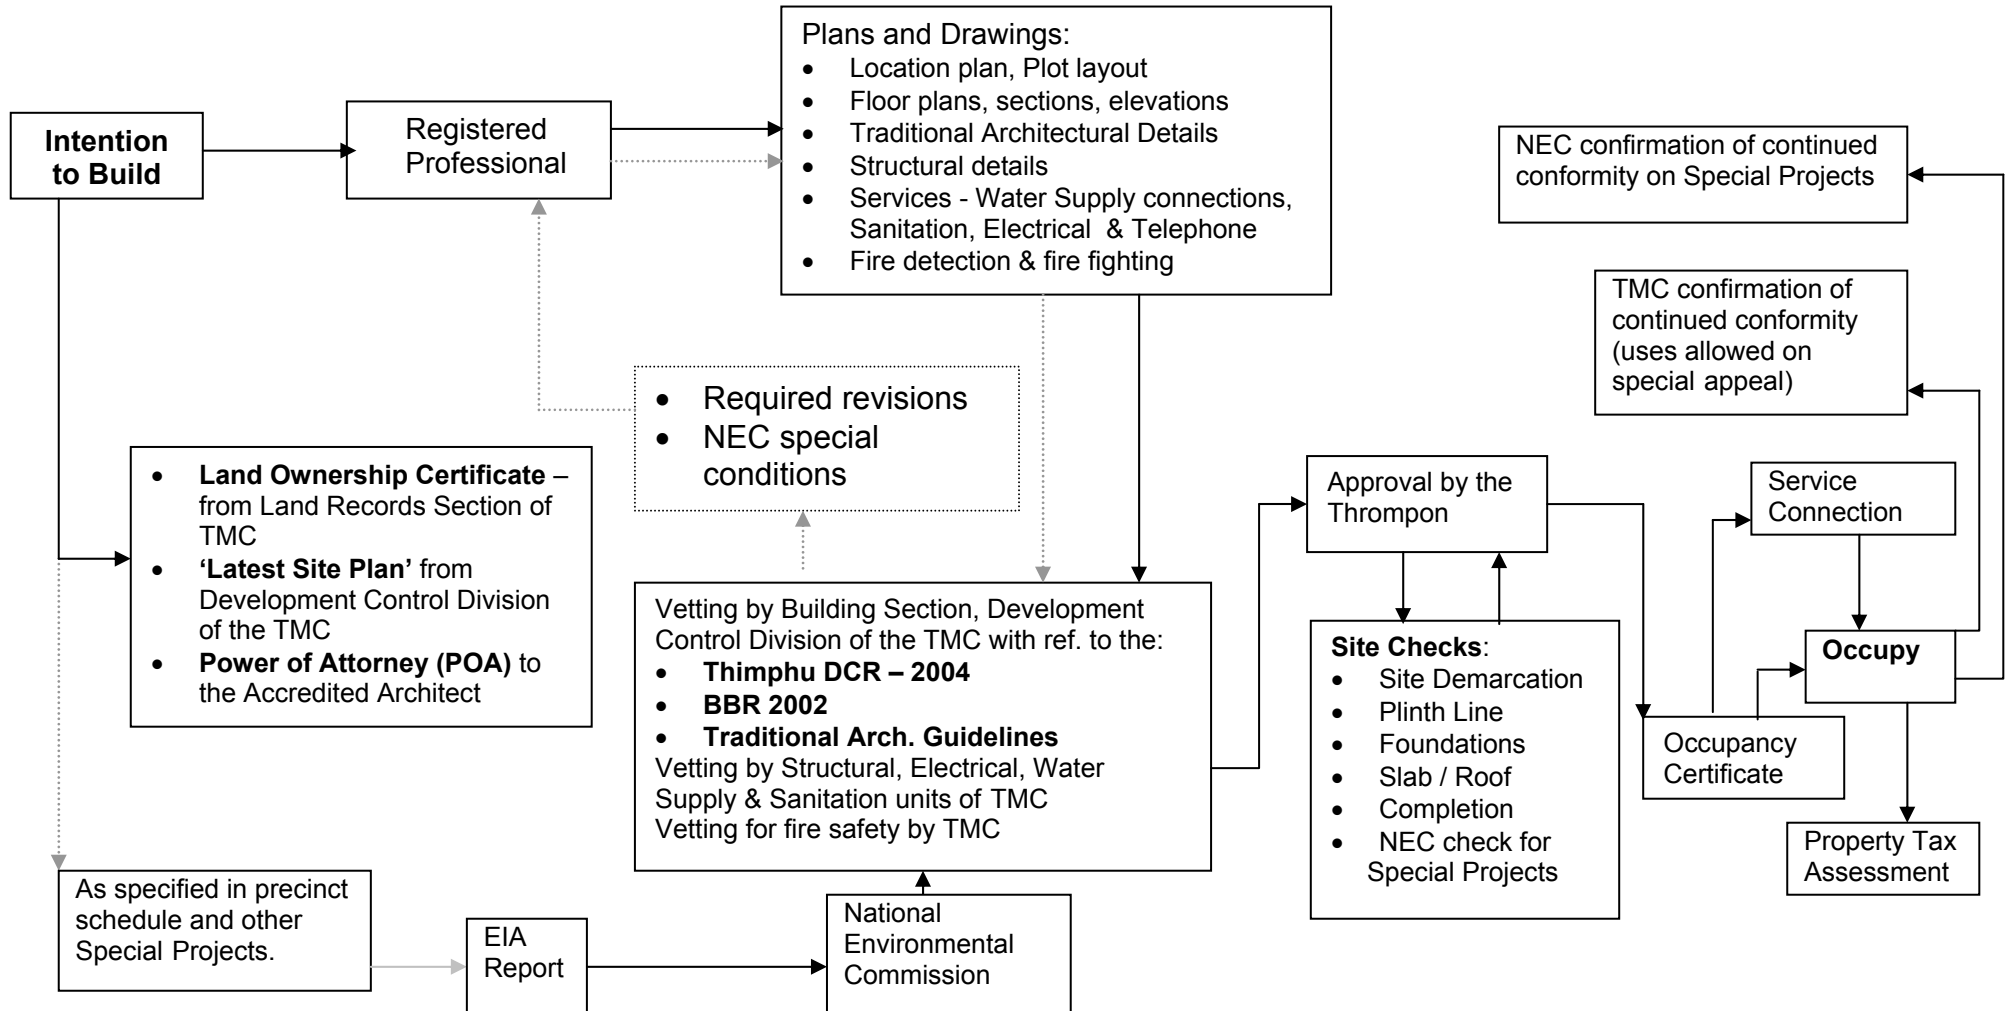 Intention
to Build
Registered
Professional
Plans and Drawings:
• Location plan, Plot layout
• Floor plans, sections, elevations
• Traditional Architectural Details
• Structural details
• Services - Water Supply connections,
Sanitation, Electrical & Telephone
• Fire detection & fire fighting
NEC confirmation of continued
conformity on Special Projects
TMC confirmation of
continued conformity
(uses allowed on
special appeal)
• Required revisions
• NEC special
conditions
• Land Ownership Certificate –
from Land Records Section of
TMC
• ‘Latest Site Plan’ from
Development Control Division
of the TMC
• Power of Attorney (POA) to
the Accredited Architect
Vetting by Building Section, Development
Control Division of the TMC with ref. to the:
• Thimphu DCR – 2004
• BBR 2002
• Traditional Arch. Guidelines
Vetting by Structural, Electrical, Water
Supply & Sanitation units of TMC
Vetting for fire safety by TMC
Approval by the
Thrompon
Site Checks:
• Site Demarcation
• Plinth Line
• Foundations
• Slab / Roof
• Completion
• NEC check for
Special Projects
Service
Connection
Occupy
Occupancy
Certificate
Property Tax
Assessment
As specified in precinct
schedule and other
Special Projects.
EIA
Report
National
Environmental
Commission